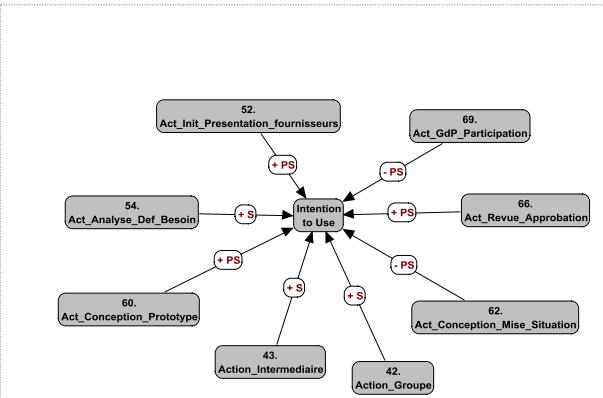 52.
Act_Init_Presentation_fournisseurs
69.
Act_GdP_Participation
+ PS
- PS
54.
Act_Analyse_Def_Besoin
+ S
Intention
to Use
+ PS
66.
Act_Revue_Approbation
+ PS
- PS
60.
Act_Conception_Prototype
+ S
+ S
62.
Act_Conception_Mise_Situation
43.
Action_Intermediaire
42.
Action_Groupe